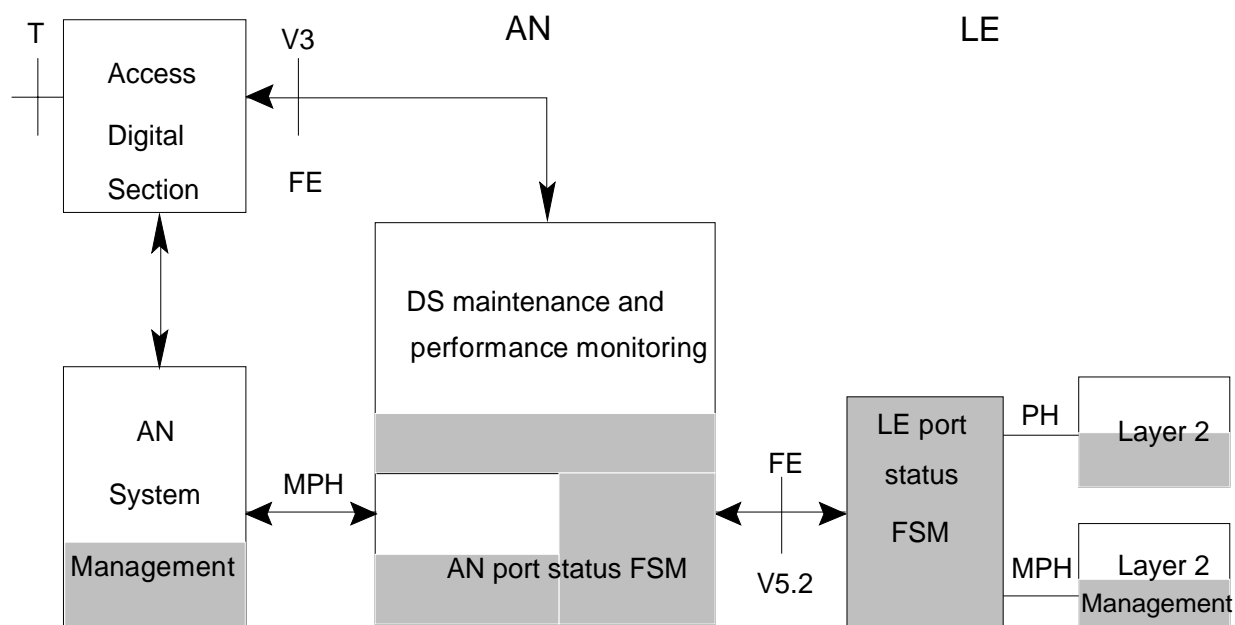 T
AN
LE
V3
Access
Digital
Section
FE
DS maintenance and
performance monitoring
AN
System
Management
MPH
AN port status FSM
FE
V5.2
LE port
status
FSM
PH
Layer 2
MPH
Layer 2
Management